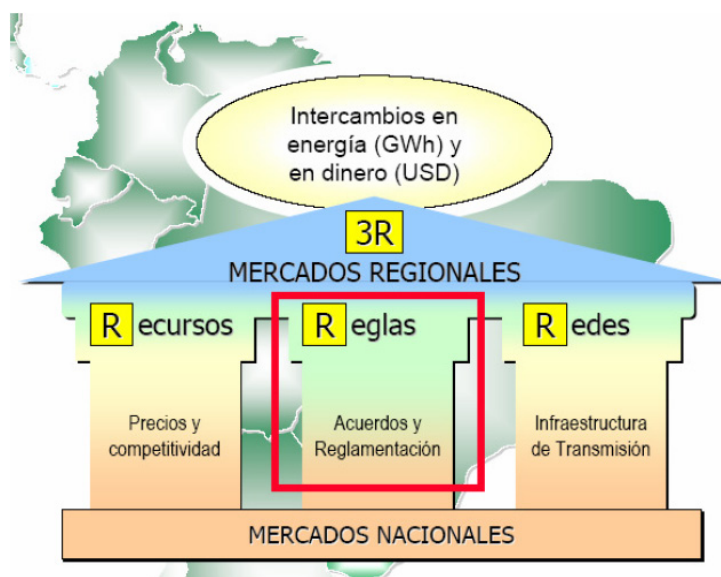 Intercambios en
energía (GWh) y
en dinero (USD)
3R
MERCADOS REGIONALES
R ecursos
R eglas
R edes
Precios y
competitividad
Acuerdos y
Reglamentación
Infraestructura
de Transmisión
MERCADOS NACIONALES